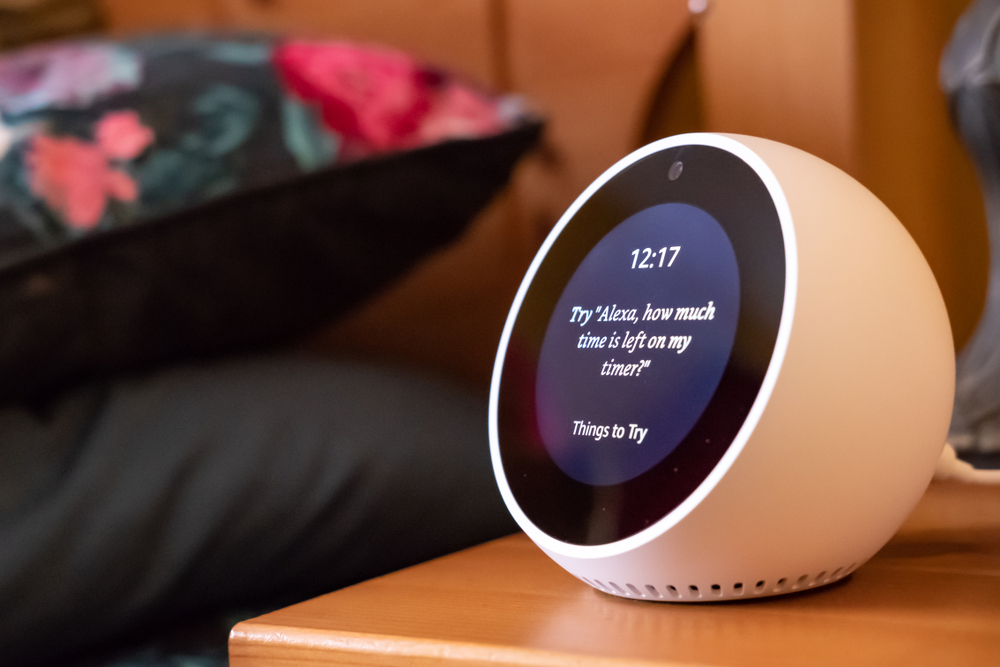 12:17
Try "Alexa, how much
time is left on my
timer?"
Things to Try